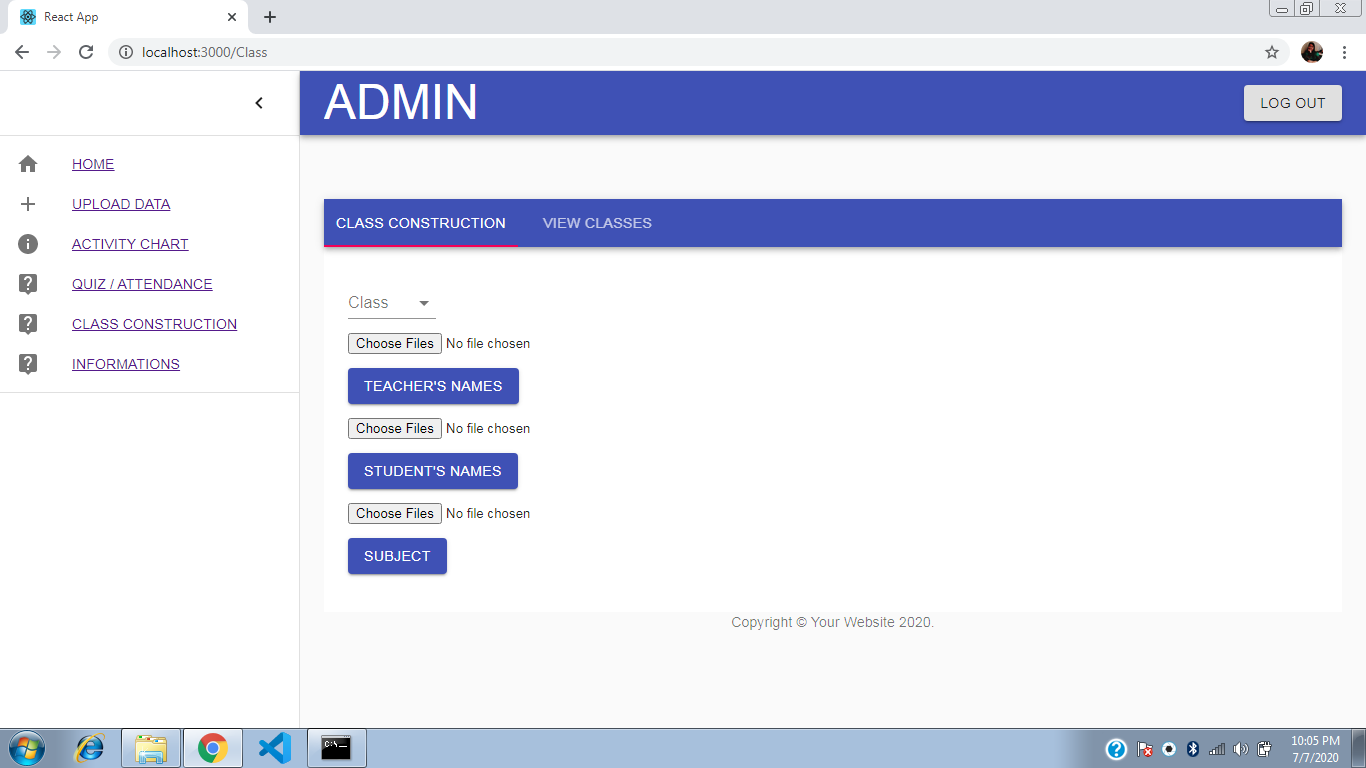 React App
localhost:3000/Class
ADMIN
LOG OUT
HOME
UPLOAD DATA
ACTIVITY CHART
QUIZ / ATTENDANCE
CLASS CONSTRUCTION
INFORMATIONS
CLASS CONSTRUCTION VIEW CLASSES
Class
Choose Files No file chosen
TEACHER'S NAMES
Choose Files No file chosen
STUDENT'S NAMES
Choose Files No file chosen
SUBJECT
Copyright © Your Website 2020.
C:\.
10:05 PM
7/7/2020